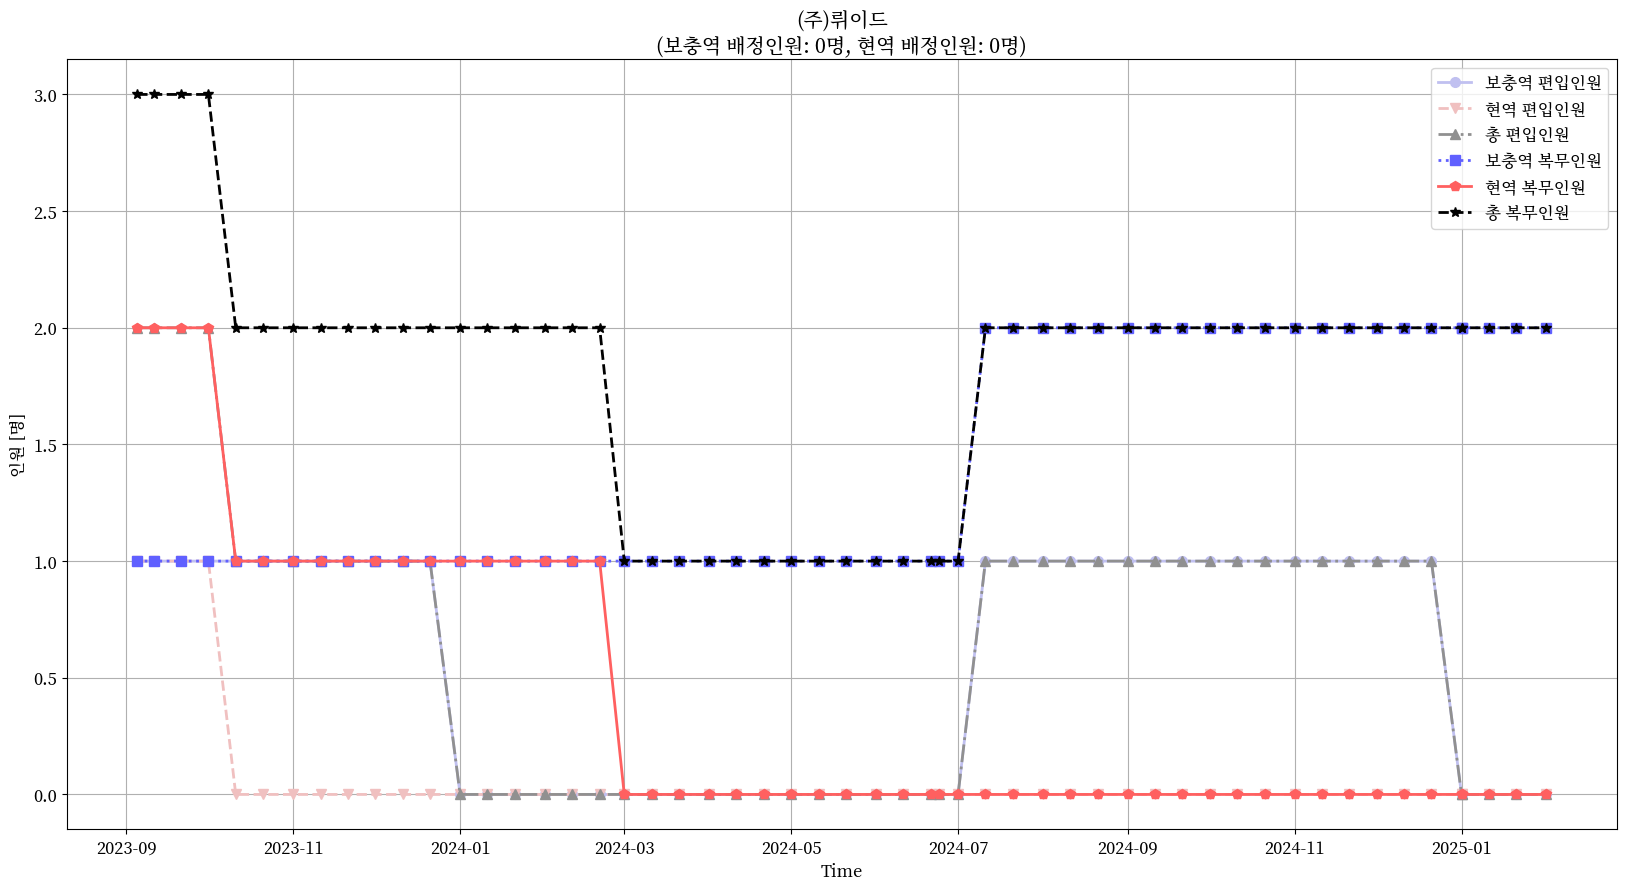 (주)뤼이드
(보충역 배정인원: 0명, 현역 배정인원: 0명)
보충역 편입인원
현역 편입인원
총 편입인원
보충역 복무인원
현역 복무인원
총 복무인원
3.0
2.5
2.0
1.5
1.0
0.5
0.0
인원 [명]
2023-09 2023-11 2024-01 2024-03 2024-05 2024-07 2024-09 2024-11 2025-01
Time